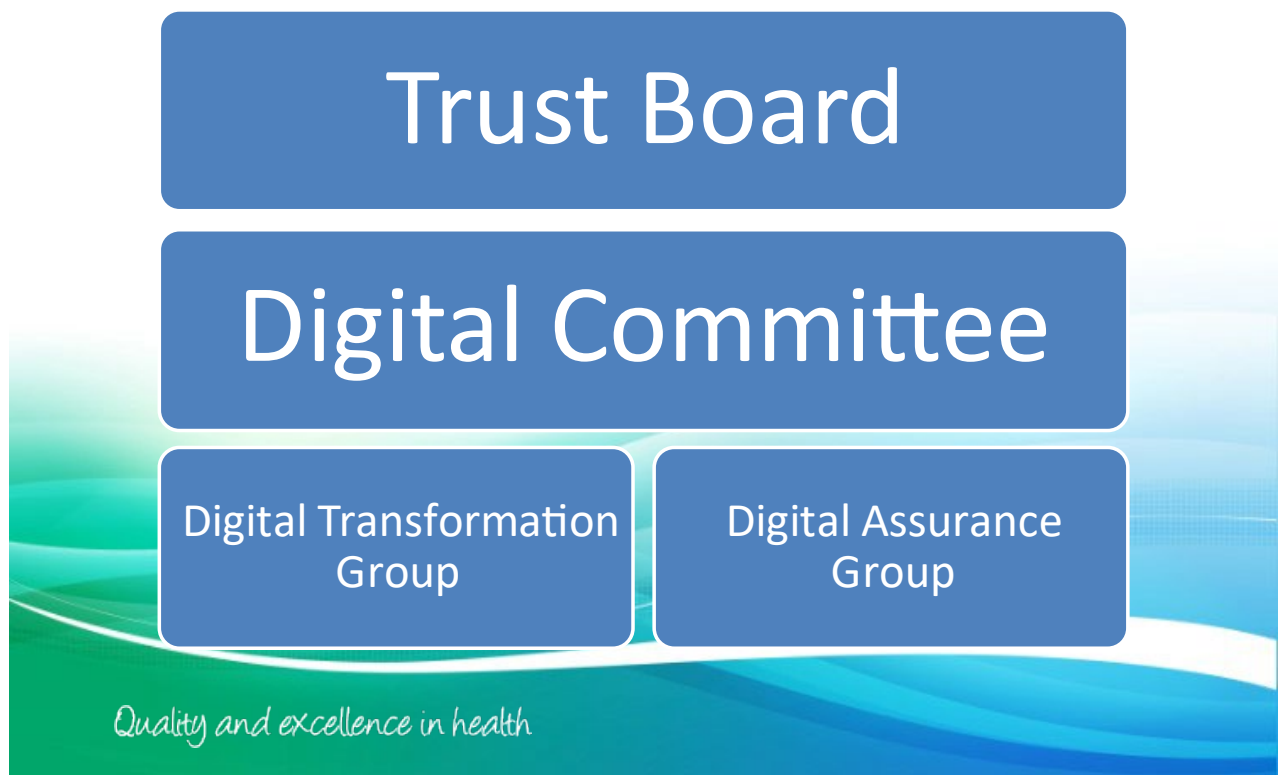 Trust Board
Digital Committee
Digital Transformation
Group
Digital Assurance
Group
Quality and excellence in health